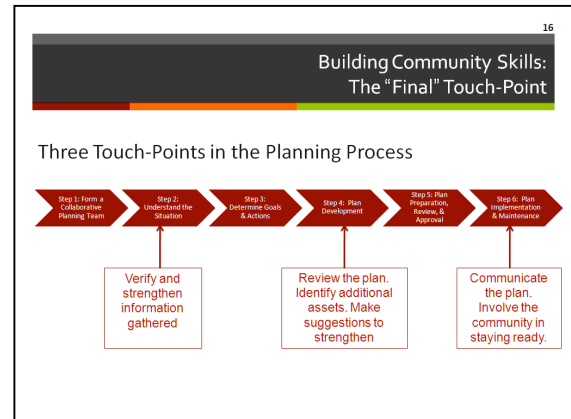 16
Building Community Skills:
The “Final” Touch-Point
Three Touch-Points in the Planning Process
Step 1: Form a
Collaborative
Planning Team
Step 2:
Understand the
Situation
Step 3:
Determine Goals
& Actions
Step 4: Plan
Development
Step 5: Plan
Preparation,
Review, &
Approval
Step 6: Plan
Implementation
& Maintenance
Verify and
strengthen
information
gathered
Review the plan.
Identify additional
assets. Make
suggestions to
strengthen
Communicate
the plan.
Involve the
community in
staying ready.